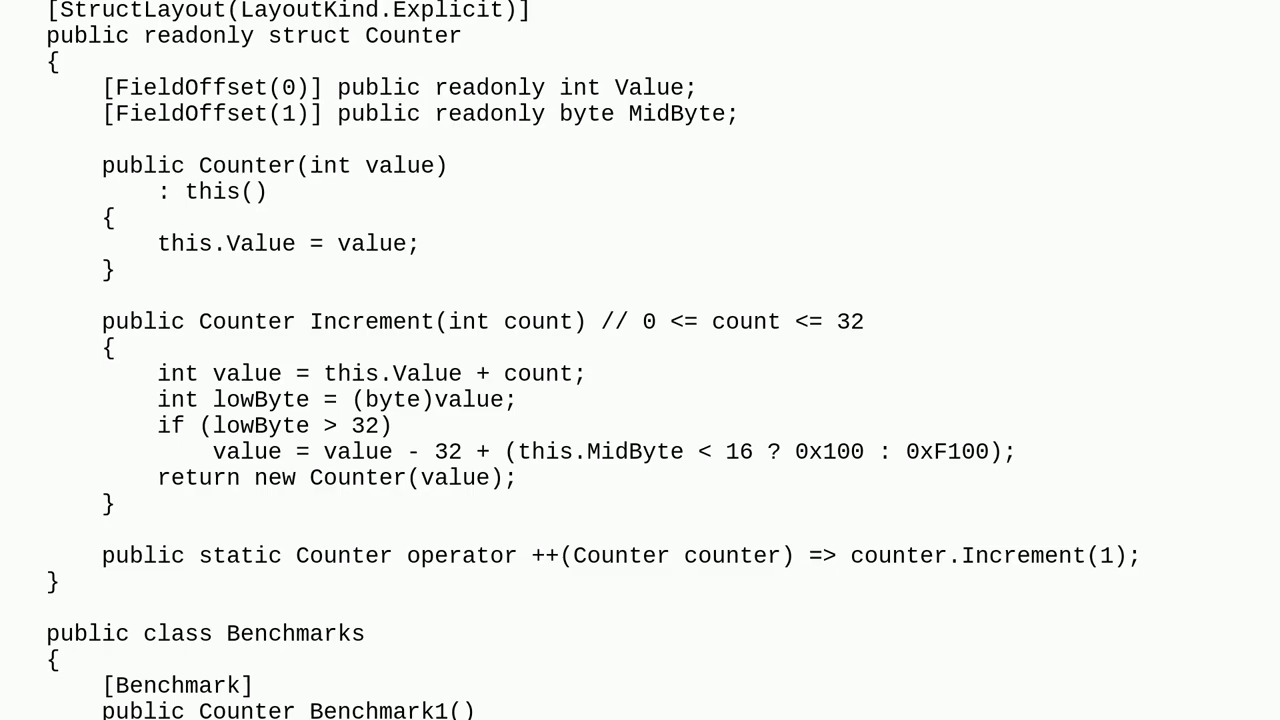 [StructLayout(LayoutKind.Explicit)]
public readonly struct Counter
{
    [FieldOffset(0)] public readonly int Value;
    [FieldOffset(1)] public readonly byte MidByte;

    public Counter(int value)
        : this()
    {
        this.Value = value;
    }

    public Counter Increment(int count) // 0 <= count <= 32
    {
        int value = this.Value + count;
        int lowByte = (byte)value;
        if (lowByte > 32)
            value = value - 32 + (this.MidByte < 16 ? 0x100 : 0xF100);
        return new Counter(value);
    }

    public static Counter operator ++(Counter counter) => counter.Increment(1);
}

public class Benchmarks
{
    [Benchmark]
    public Counter Benchmark1()